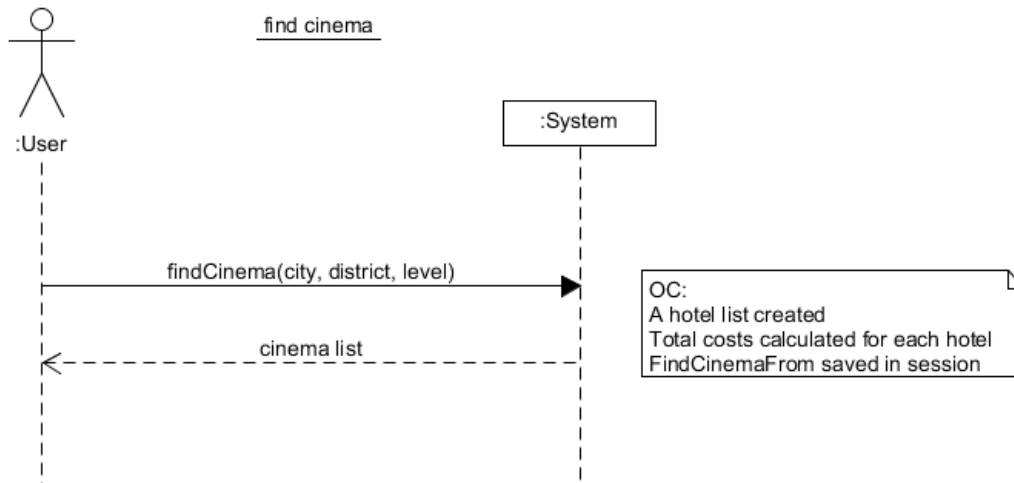 find cinema
:User
:System
findCinema(city, district, level)
cinema list
OC:
A hotel list created
Total costs calculated for each hotel
FindCinemaFrom saved in session